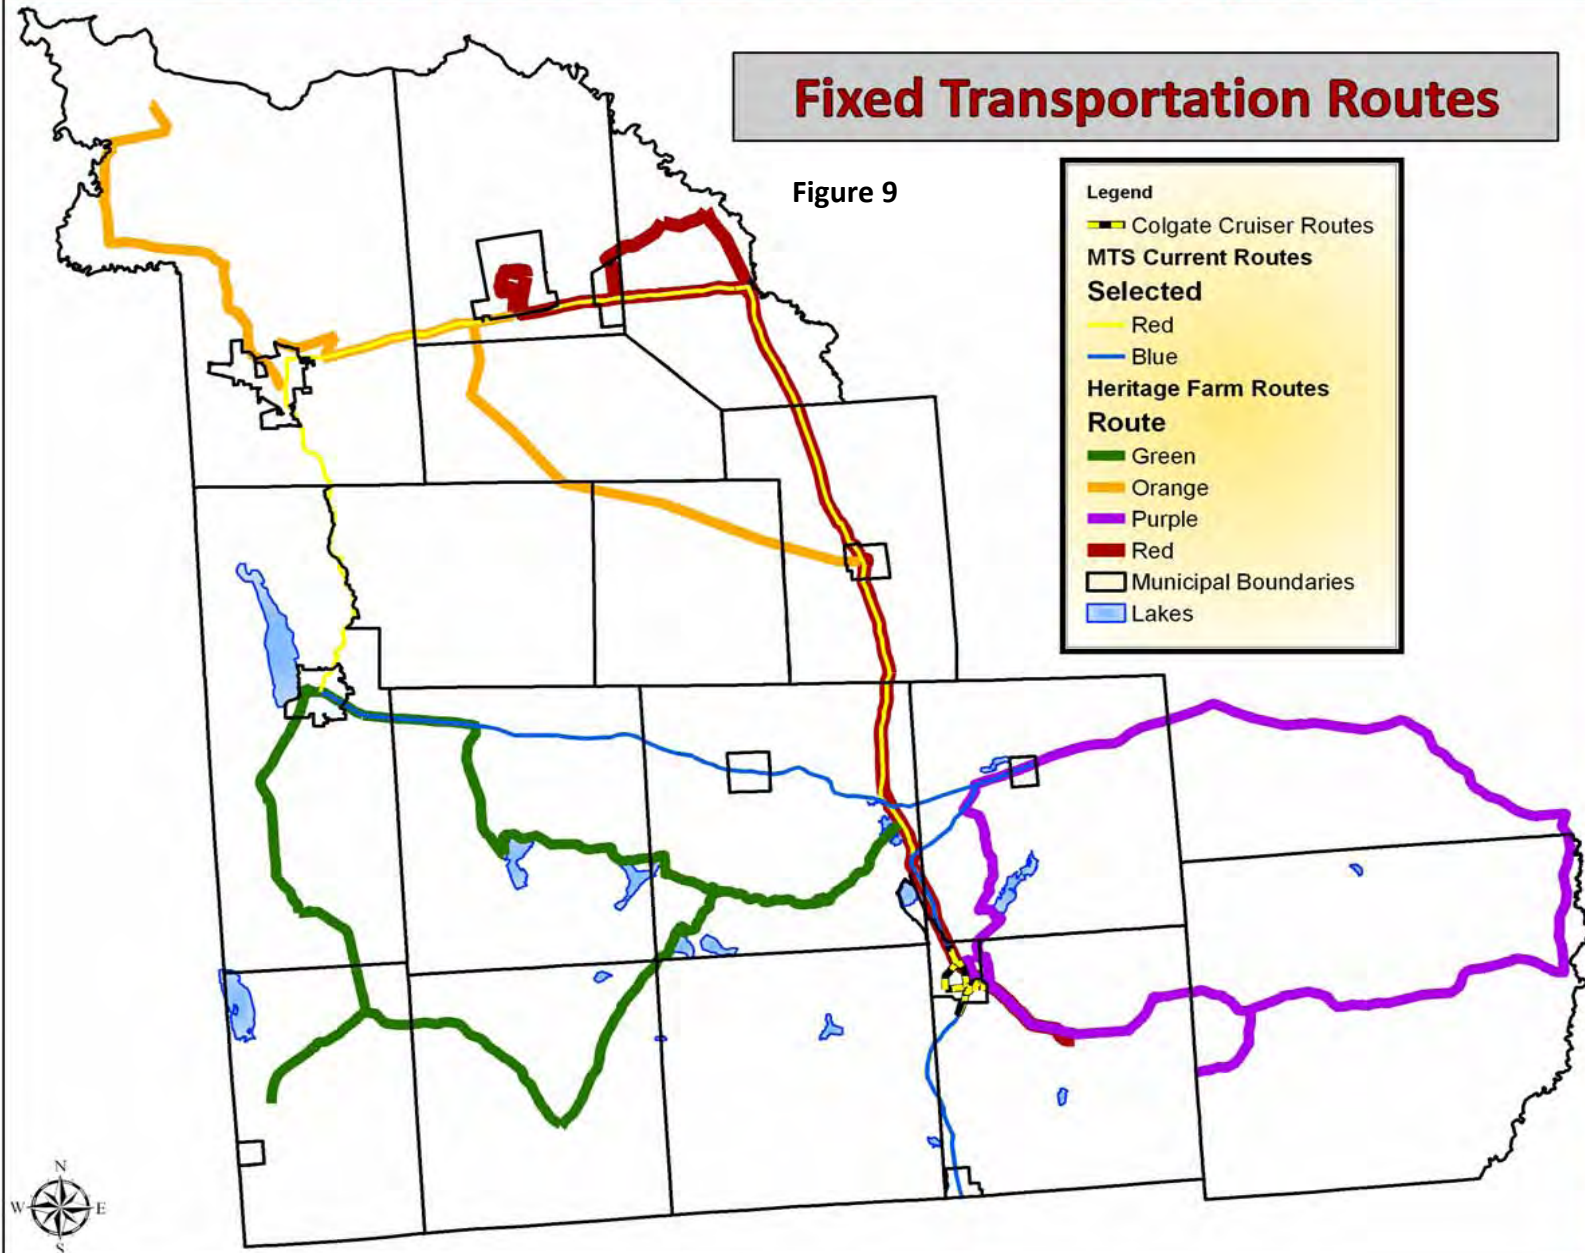 Fixed Transportation Routes
Figure 9
Legend
Colgate Cruiser Routes
MTS Current Routes
Selected
Red
Blue
Heritage Farm Routes
Route
Green
Orange
Purple
Red
Municipal Boundaries
Lakes
N
W E
S